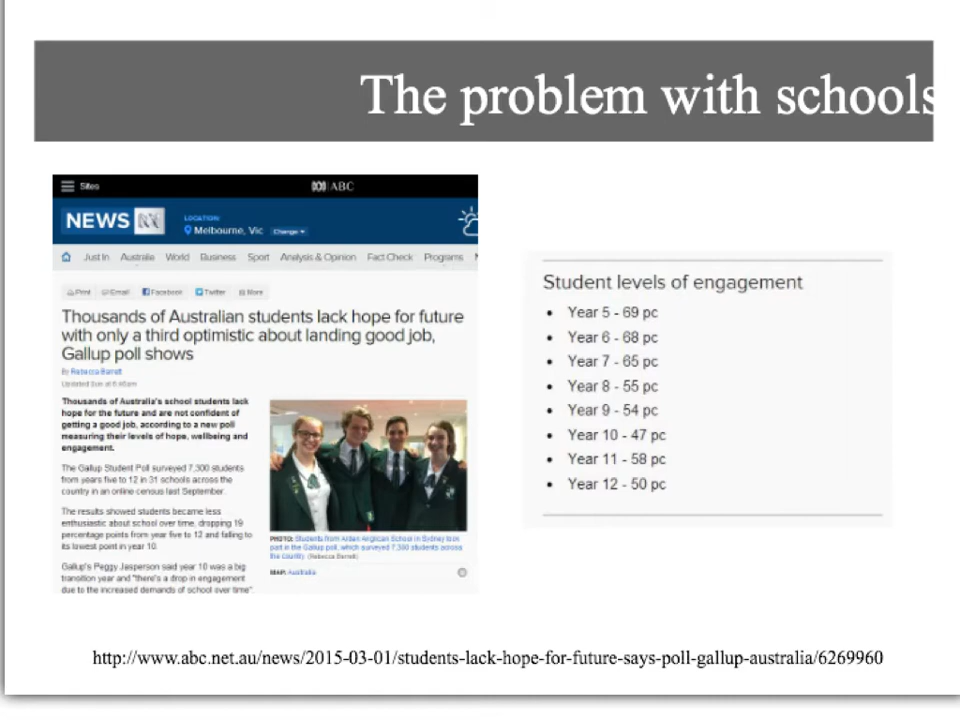 The problem with schools
Sites
ABC
NEWS
LOCATION
Melbourne, Vic Change
Just In Australia World Business Sport Analysis & Opinion Fact Check Programs
Print Email Facebook Twitter More
Thousands of Australian students lack hope for future
with only a third optimistic about landing good job,
Gallup poll shows
By Rebecca Barrett
Updated Sun at 6:40am
Thousands of Australia's school students lack
hope for the future and are not confident of
getting a good job, according to a new poll
measuring their levels of hope, wellbeing and
engagement.
The Gallup Student Poll surveyed 7,300 students
from years five to 12 in 31 schools across the
country in an online census last September.
The results showed students became less
enthusiastic about school over time, dropping 19
percentage points from year five to 12 and falling to
its lowest point in year 10.
Gallup's Peggy Jasperson said year 10 was a big
transition year and "there's a drop in engagement
due to the increased demands of school over time"
PHOTO: Students from Arden Anglican School in Sydney took
part in the Gallup poll, which surveyed 7,300 students across
the country. (Rebecca Barrett)
MAP: Australia
Student levels of engagement
• Year 5 - 69 pc
• Year 6 - 68 pc
• Year 7 - 65 pc
• Year 8 - 55 pc
• Year 9 - 54 pc
• Year 10 - 47 pc
• Year 11 - 58 pc
• Year 12 - 50 pc
http://www.abc.net.au/news/2015-03-01/students-lack-hope-for-future-says-poll-gallup-australia/6269960